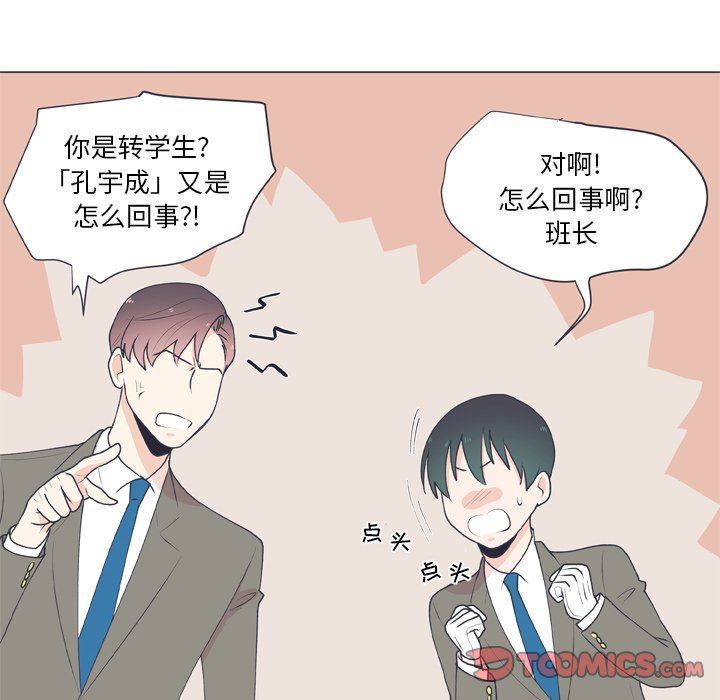 你是转学生?
「孔宇成」又是
怎么回事?!
对啊!
怎么回事啊?
班长
点头
点头
TOOMICS.COM